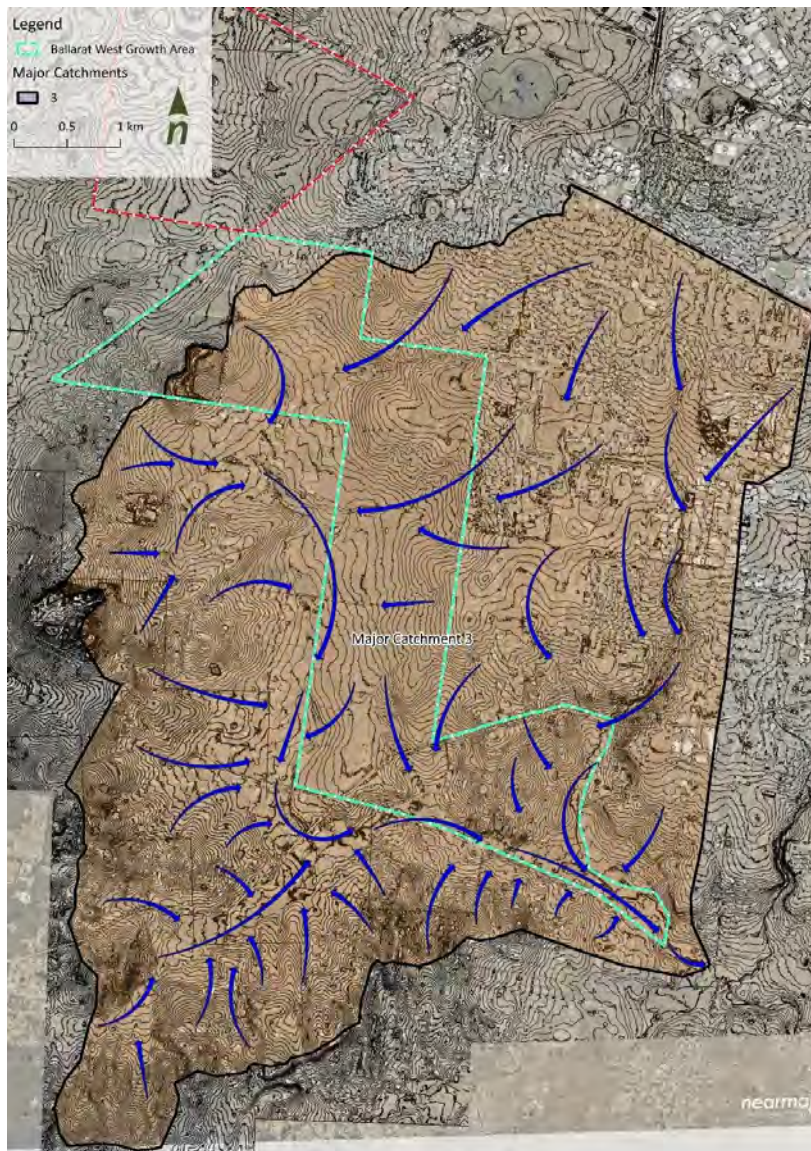 Legend
Ballarat West Growth Area
Major Catchments
3
0 0.5 1 km
n
Major Catchment 3
nearmap